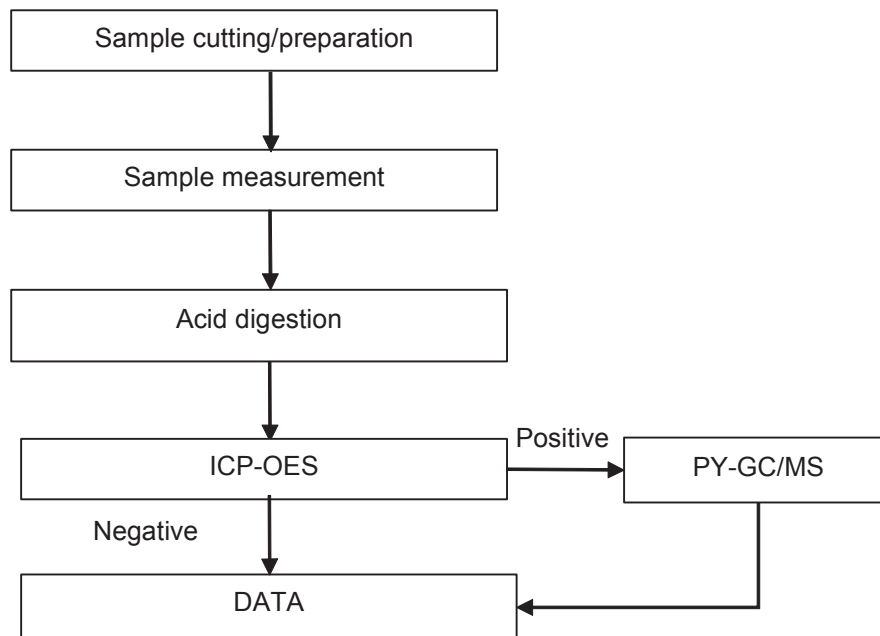 Sample cutting/preparation
Sample measurement
Acid digestion
Positive
ICP-OES
PY-GC/MS
Negative
DATA